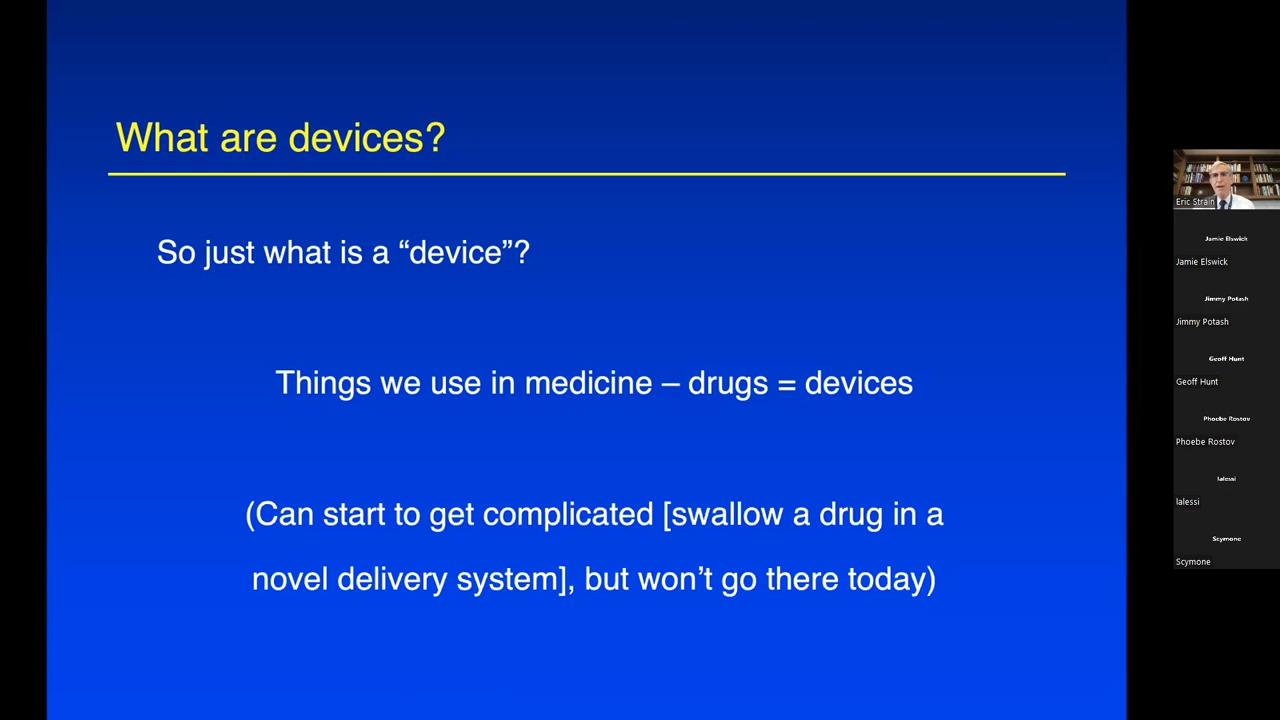 What are devices?
So just what is a “device”?
Things we use in medicine – drugs = devices
(Can start to get complicated [swallow a drug in a
novel delivery system], but won’t go there today)
Eric Strain
Jamie Elswick
Jamie Elswick
Jimmy Potash
Jimmy Potash
Geoff Hunt
Geoff Hunt
Phoebe Rostov
Phoebe Rostov
lalessi
lalessi
Scymone
Scymone